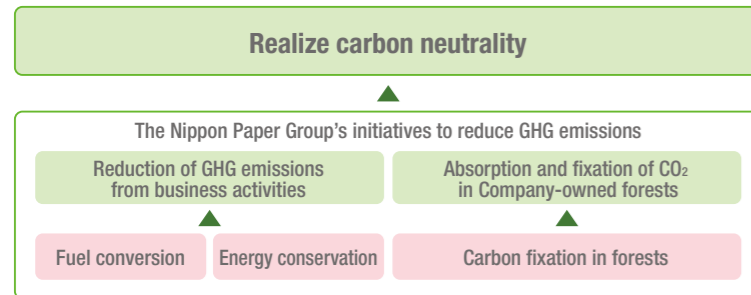 Realize carbon neutrality
The Nippon Paper Group's initiatives to reduce GHG emissions
Reduction of GHG emissions
from business activities
Absorption and fixation of CO₂
in Company-owned forests
Fuel conversion
Energy conservation
Carbon fixation in forests